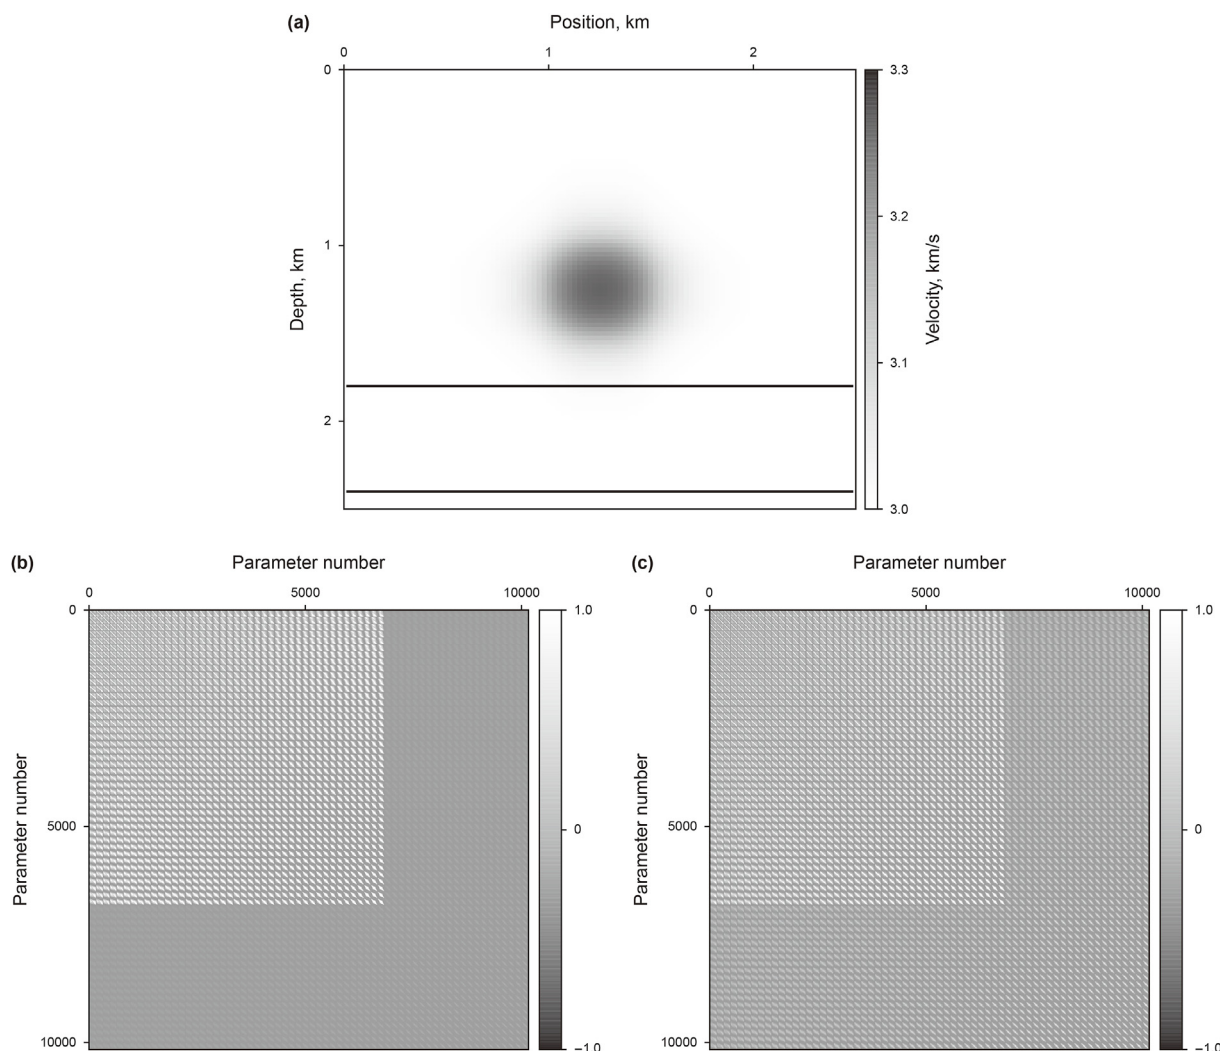 (a)
Position, km
0 1 2
0
1
2
Depth, km
3.3
3.2
3.1
3.0
Velocity, km/s
(b)
Parameter number
0 5000 10000
0
5000
10000
Parameter number
1.0
0
−1.0
(c)
Parameter number
0 5000 10000
0
5000
10000
Parameter number
1.0
0
−1.0